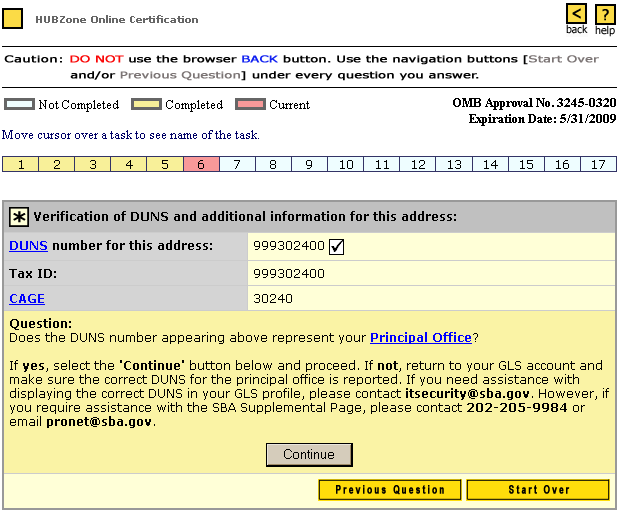 HUBZone Online Certification
back
?
help
Caution: DO NOT use the browser BACK button. Use the navigation buttons [Start Over
and/or Previous Question] under every question you answer.
Not Completed Completed Current
OMB Approval No. 3245-0320
Expiration Date: 5/31/2009
Move cursor over a task to see name of the task.
1 2 3 4 5 6 7 8 9 10 11 12 13 14 15 16 17
Verification of DUNS and additional information for this address:
DUNS number for this address: 999302400
Tax ID: 999302400
CAGE 30240
Question:
Does the DUNS number appearing above represent your Principal Office?
If yes, select the 'Continue' button below and proceed. If not, return to your GLS account and
make sure the correct DUNS for the principal office is reported. If you need assistance with
displaying the correct DUNS in your GLS profile, please contact itsecurity@sba.gov. However, if
you require assistance with the SBA Supplemental Page, please contact 202-205-9984 or
email pronet@sba.gov.
Continue
Previous Question Start Over